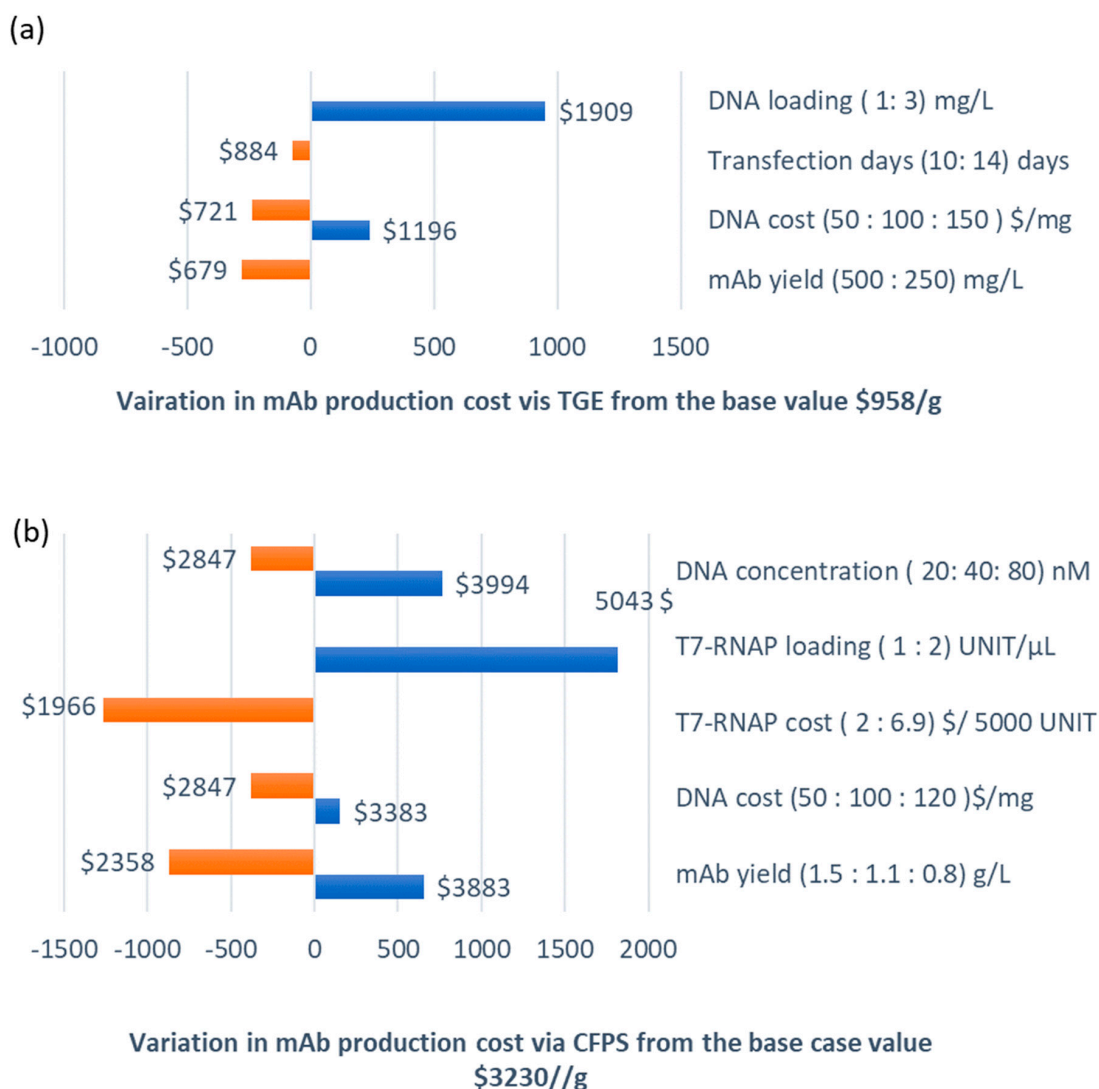 (a)
$1909
DNA loading ( 1: 3) mg/L
$884
Transfection days (10: 14) days
$721
DNA cost (50 : 100 : 150 ) $/mg
$1196
$679
mAb yield (500 : 250) mg/L
-1000 -500 0 500 1000 1500
Vairation in mAb production cost vis TGE from the base value $958/g
(b)
$2847
DNA concentration ( 20: 40: 80) nM
$3994
5043 $
T7-RNAP loading ( 1 : 2) UNIT/µL
$1966
T7-RNAP cost ( 2 : 6.9) $/ 5000 UNIT
$2847
DNA cost (50 : 100 : 120 )$/mg
$3383
$2358
mAb yield (1.5 : 1.1 : 0.8) g/L
$3883
-1500 -1000 -500 0 500 1000 1500 2000
Variation in mAb production cost via CFPS from the base case value
$3230//g